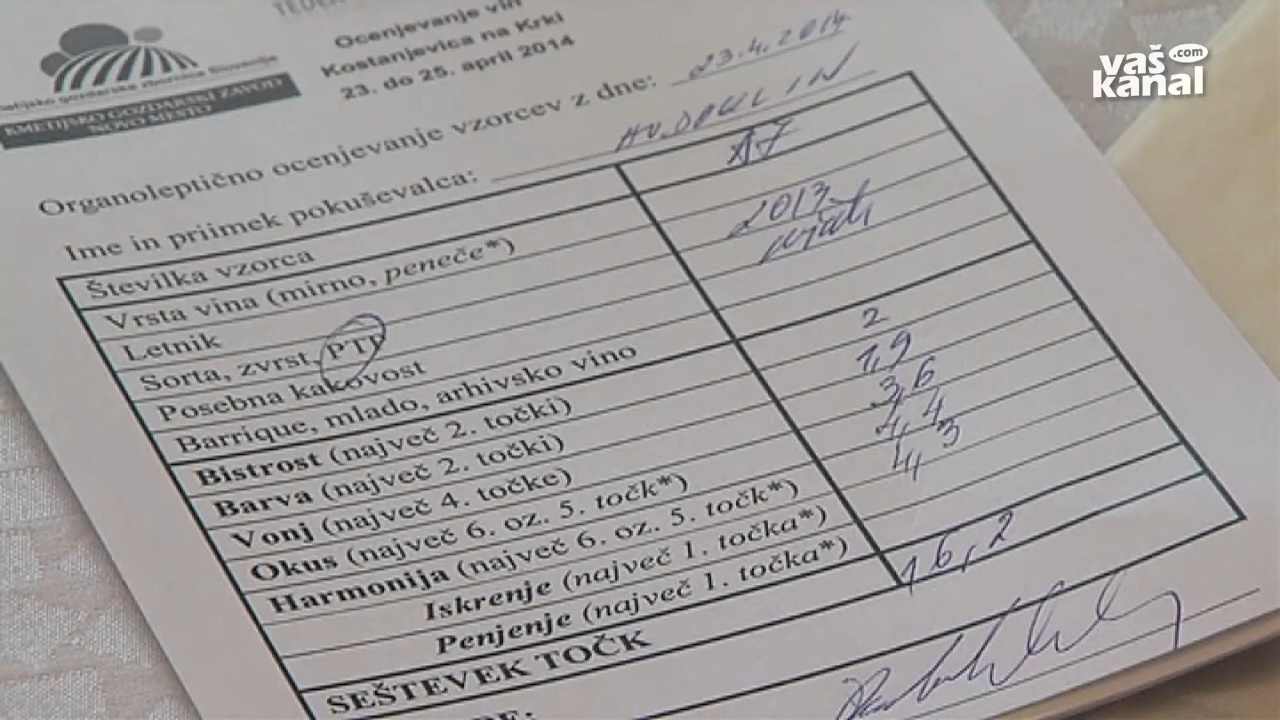 vaš .com
kanal
Ocenjevanje vin
Kostanjevica na Krki
23. do 25. april 2014
KMETIJSKO GOZDARSKI ZAVOD
NOVO MESTO
Organoleptično ocenjevanje vzorcev z dne: 23.4.2014
Ime in priimek pokuševalca:
Številka vzorca 17
Vrsta vina (mirno, peneče*)
Letnik 2013
Sorta, zvrst, PTP
Posebna kakovost
Barrique, mlado, arhivsko vino
Bistrost (največ 2. točki) 2
Barva (največ 2. točki) 1,9
Vonj (največ 4. točke) 3,6
Okus (največ 6. oz. 5. točk*) 4,4
Harmonija (največ 6. oz. 5. točk*) 4,3
Iskrenje (največ 1. točka*)
Penjenje (največ 1. točka*)
SEŠTEVEK TOČK 16,2